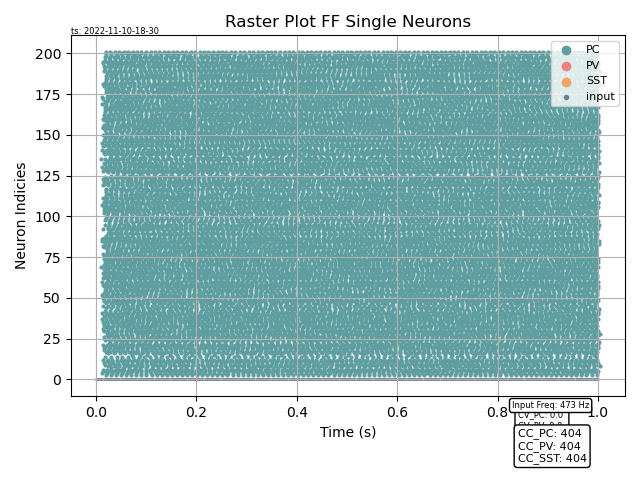 Raster Plot FF Single Neurons
ts: 2022-11-10-18-30
PC
PV
SST
input
200
175
150
125
100
75
50
25
0
Neuron Indicies
0.0 0.2 0.4 0.6 0.8 1.0
Time (s)
Input Freq: 473 Hz
CV_PC: 0.0
CC_PC: 404
CC_PV: 404
CC_SST: 404